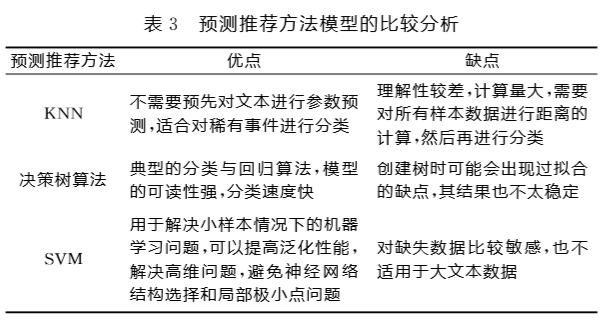 表 3 预测推荐方法模型的比较分析
预测推荐方法 优点 缺点
KNN
不需要预先对文本进行参数预
测,适合对稀有事件进行分类
理解性较差,计算量大,需要
对所有样本数据进行距离的
计算,然后再进行分类
决策树算法
典型的分类与回归算法,模型
的可读性强,分类速度快
创建树时可能会出现过拟合
的缺点,其结果也不太稳定
SVM
用于解决小样本情况下的机器
学习问题,可以提高泛化性能,
解决高维问题,避免神经网络
结构选择和局部极小点问题
对缺失数据比较敏感,也不
适用于大文本数据